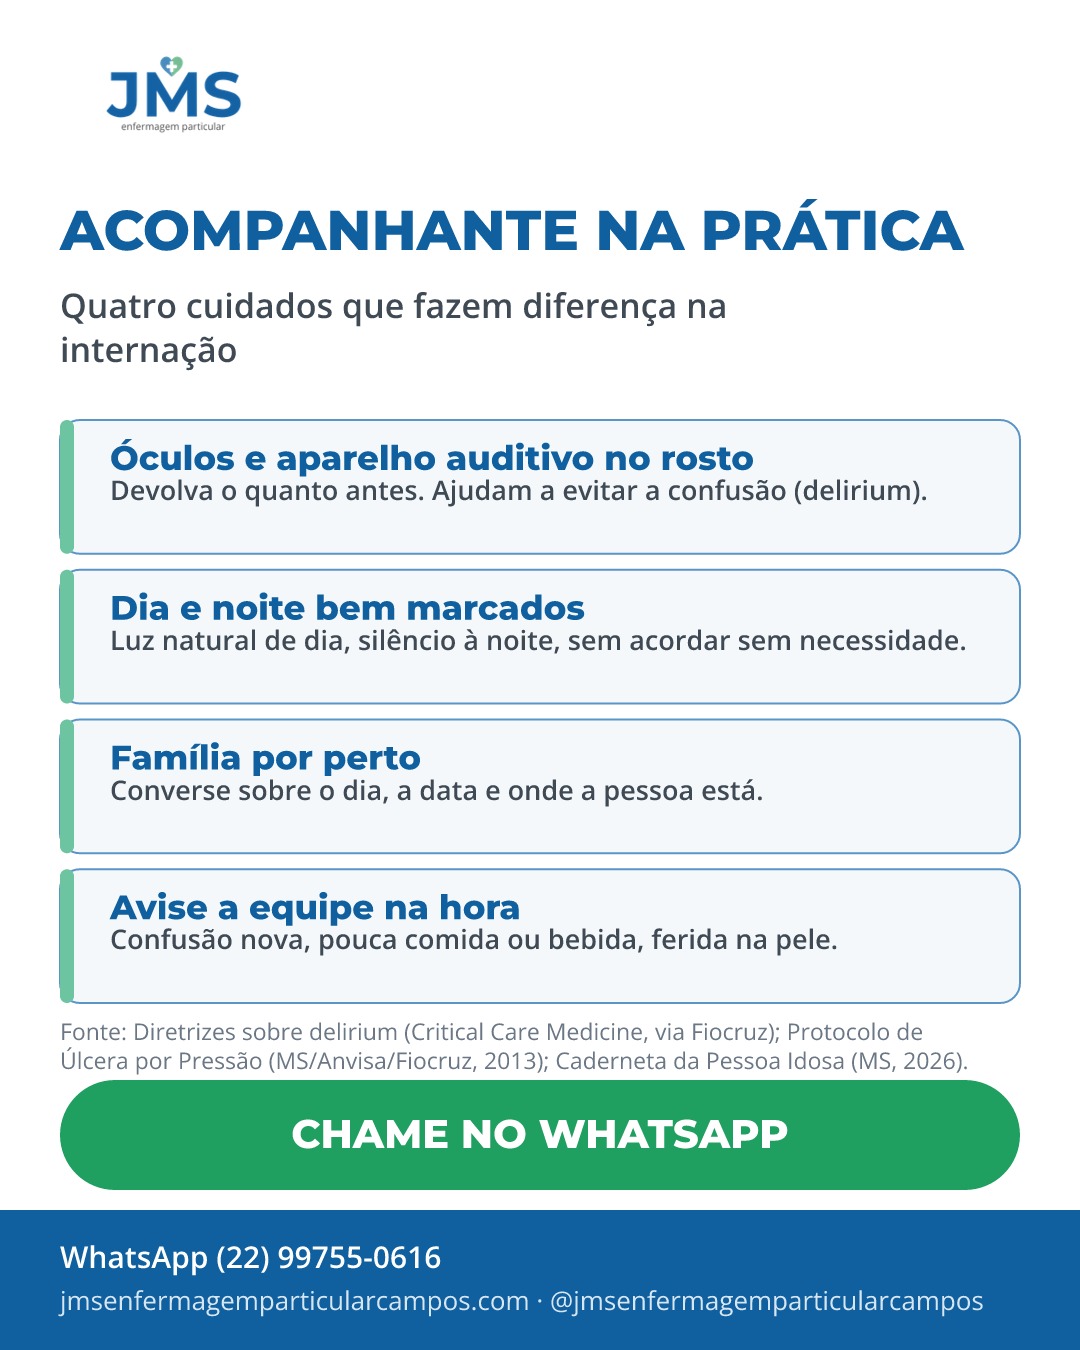 JMS
enfermagem particular
ACOMPANHANTE NA PRÁTICA
Quatro cuidados que fazem diferença na
internação
Óculos e aparelho auditivo no rosto
Devolva o quanto antes. Ajudam a evitar a confusão (delirium).
Dia e noite bem marcados
Luz natural de dia, silêncio à noite, sem acordar sem necessidade.
Família por perto
Converse sobre o dia, a data e onde a pessoa está.
Avise a equipe na hora
Confusão nova, pouca comida ou bebida, ferida na pele.
Fonte: Diretrizes sobre delirium (Critical Care Medicine, via Fiocruz); Protocolo de
Úlcera por Pressão (MS/Anvisa/Fiocruz, 2013); Caderneta da Pessoa Idosa (MS, 2026).
CHAME NO WHATSAPP
WhatsApp (22) 99755-0616
jmsenfermagemparticularcampos.com · @jmsenfermagemparticularcampos